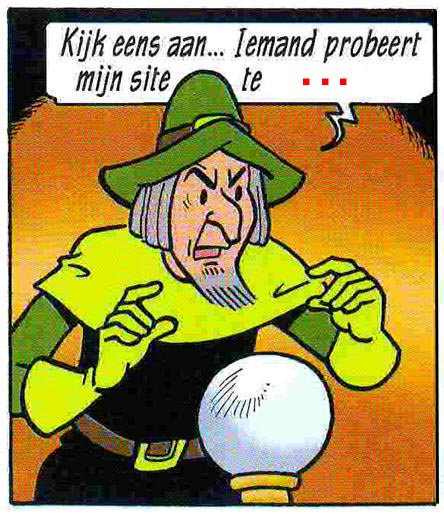 Kijk eens aan... Iemand probeert
mijn site te ...